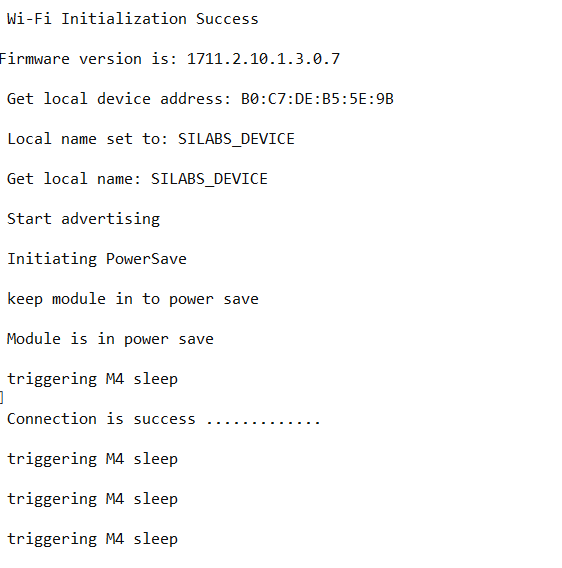 Wi-Fi Initialization Success
Firmware version is: 1711.2.10.1.3.0.7
Get local device address: B0:C7:DE:B5:5E:9B
Local name set to: SILABS_DEVICE
Get local name: SILABS_DEVICE
Start advertising
Initiating PowerSave
keep module in to power save
Module is in power save
triggering M4 sleep
Connection is success .............
triggering M4 sleep
triggering M4 sleep
triggering M4 sleep